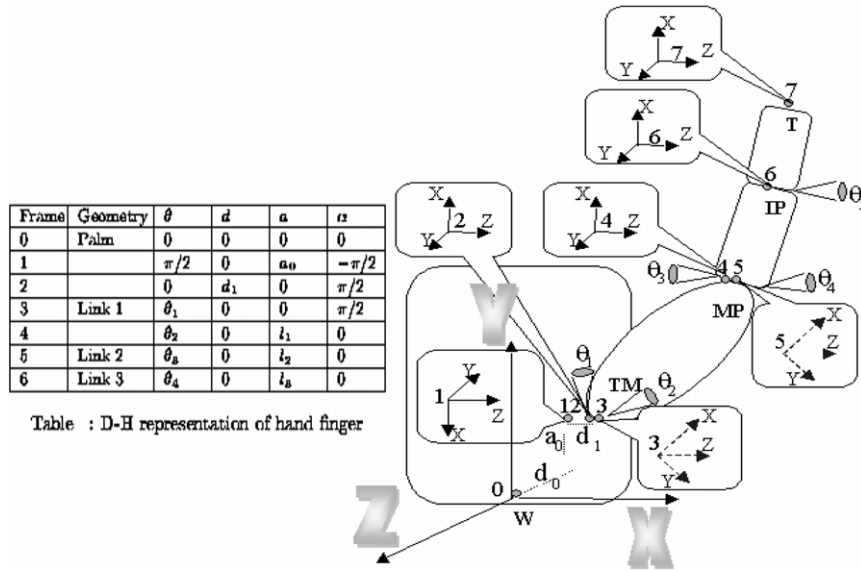 Frame Geometry θ d a α
0 Palm 0 0 0 0
1 π/2 0 a₀ −π/2
2 0 d₁ 0 π/2
3 Link 1 θ₁ 0 0 π/2
4 θ₂ 0 l₁ 0
5 Link 2 θ₃ 0 l₂ 0
6 Link 3 θ₄ 0 l₃ 0
Table : D-H representation of hand finger
X
7
Z
Y
7
T
X
6
Z
Y
6
IP
θ
X
2
Z
Y
X
4
Z
Y
θ₃
4 5
θ₄
MP
X
5
Z
Y
Y
1
Z
X
θ₁
TM
θ₂
12 3
a₀ d₁
X
3
Z
Y
d₀
0
W
Y
Z
X